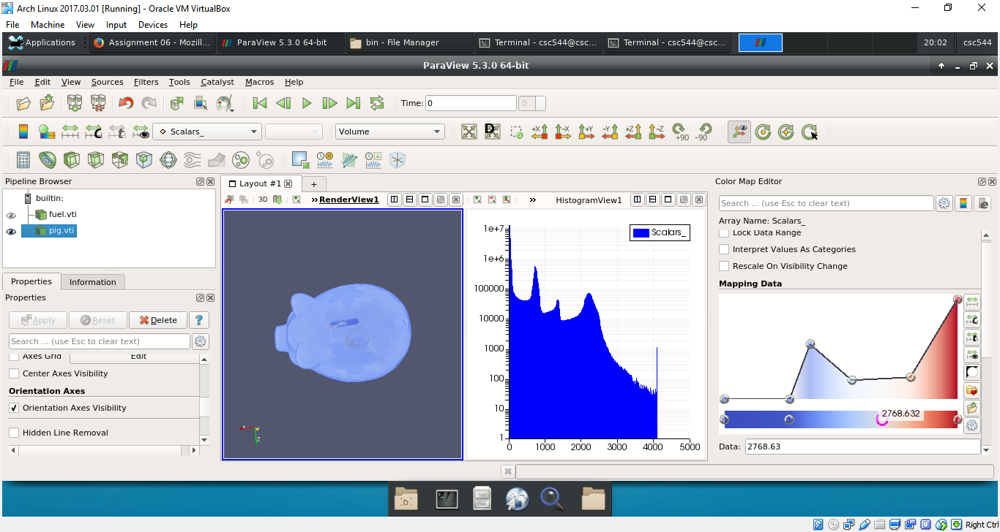 Arch Linux 2017.03.01 [Running] - Oracle VM VirtualBox
File Machine View Input Devices Help
Applications Assignment 06 - Mozill... ParaView 5.3.0 64-bit bin - File Manager Terminal - csc544@csc... Terminal - csc544@csc... 20:02 csc544
ParaView 5.3.0 64-bit
File Edit View Sources Filters Tools Catalyst Macros Help
Time: 0 0
Scalars_ Volume +X -X +Y -Y +Z -Z +90 -90
Pipeline Browser
builtin:
fuel.vti
pig.vti
Properties Information
Properties
Apply Reset Delete ?
Search ... (use Esc to clear text)
Axes Grid Edit
Center Axes Visibility
Orientation Axes
Orientation Axes Visibility
Hidden Line Removal
Layout #1 +
3D » RenderView1 » HistogramView1
Z
Scalars_
1e+7
1e+6
100000
10000
1000
100
10
1
0 1000 2000 3000 4000 5000
Color Map Editor
Search ... (use Esc to clear text)
Array Name: Scalars_
Lock Data Range
Interpret Values As Categories
Rescale On Visibility Change
Mapping Data
2768.632
Data: 2768.63
Right Ctrl